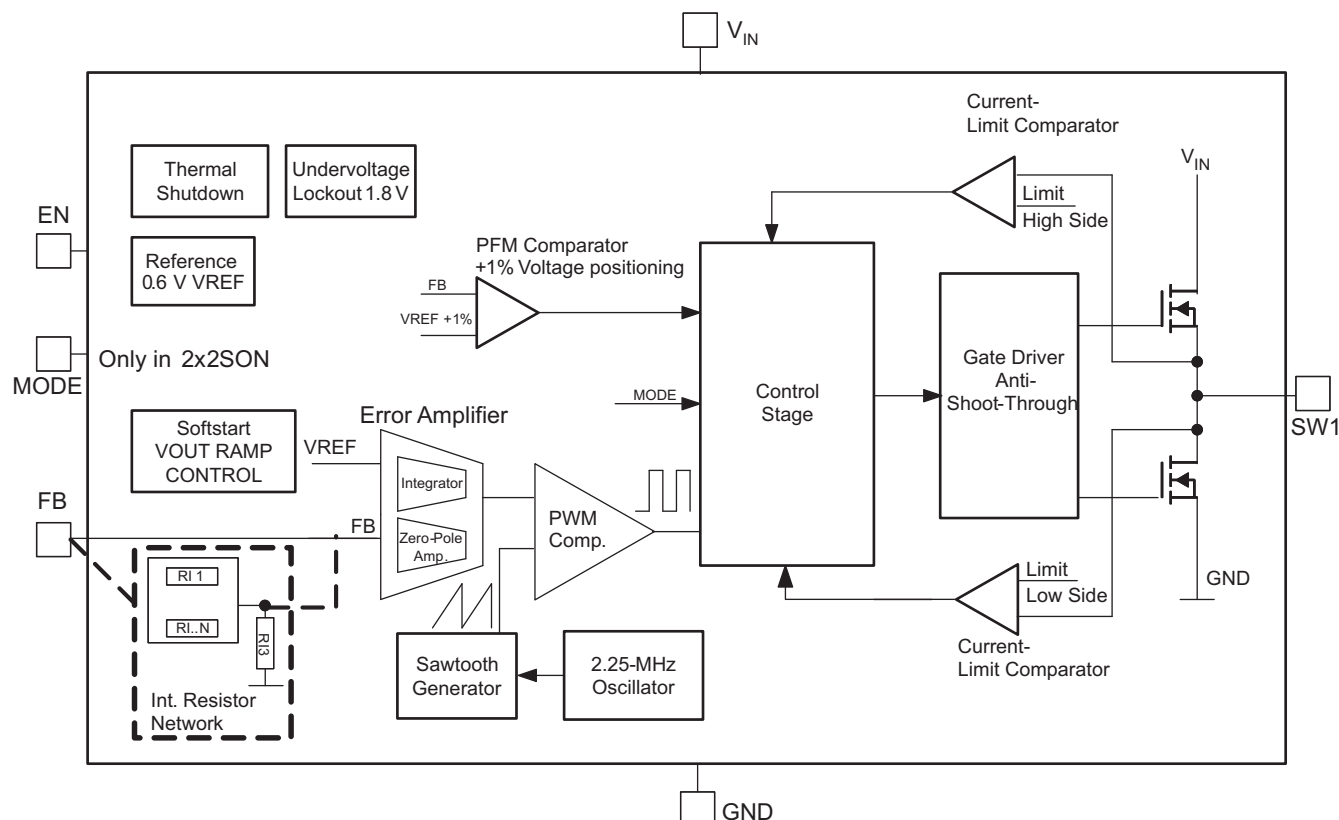 VIN
Current-
Limit Comparator
VIN
Thermal
Shutdown
Undervoltage
Lockout 1.8 V
Limit
High Side
EN
Reference
0.6 V VREF
PFM Comparator
+1% Voltage positioning
FB
VREF +1%
Only in 2x2SON
MODE
Gate Driver
Anti-
Shoot-Through
Control
Stage
MODE
SW1
Error Amplifier
Softstart
VOUT RAMP
CONTROL
VREF
Integrator
FB
FB
Zero-Pole
Amp.
PWM
Comp.
RI 1
RI..N
RI3
Int. Resistor
Network
Sawtooth
Generator
2.25-MHz
Oscillator
Limit
Low Side
GND
Current-
Limit Comparator
GND